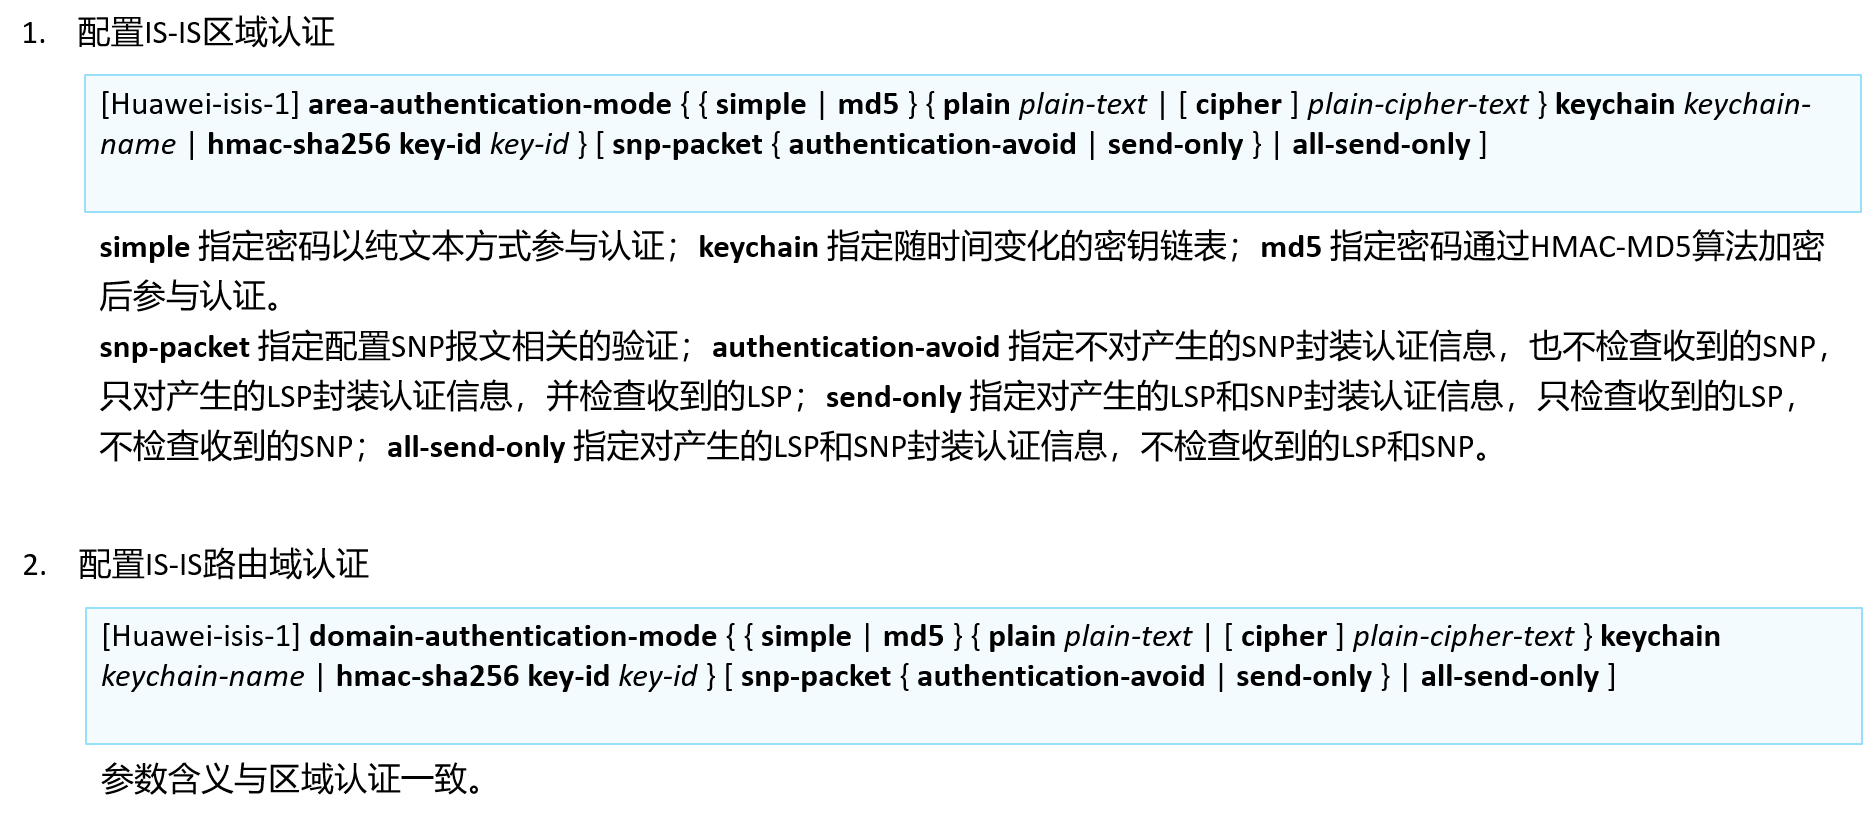 1. 配置IS-IS区域认证
[Huawei-isis-1] area-authentication-mode { { simple | md5 } { plain plain-text | [ cipher ] plain-cipher-text } keychain keychain-
name | hmac-sha256 key-id key-id } [ snp-packet { authentication-avoid | send-only } | all-send-only ]
simple 指定密码以纯文本方式参与认证；keychain 指定随时间变化的密钥链表；md5 指定密码通过HMAC-MD5算法加密
后参与认证。
snp-packet 指定配置SNP报文相关的验证；authentication-avoid 指定不对产生的SNP封装认证信息，也不检查收到的SNP，
只对产生的LSP封装认证信息，并检查收到的LSP；send-only 指定对产生的LSP和SNP封装认证信息，只检查收到的LSP，
不检查收到的SNP；all-send-only 指定对产生的LSP和SNP封装认证信息，不检查收到的LSP和SNP。
2. 配置IS-IS路由域认证
[Huawei-isis-1] domain-authentication-mode { { simple | md5 } { plain plain-text | [ cipher ] plain-cipher-text } keychain
keychain-name | hmac-sha256 key-id key-id } [ snp-packet { authentication-avoid | send-only } | all-send-only ]
参数含义与区域认证一致。